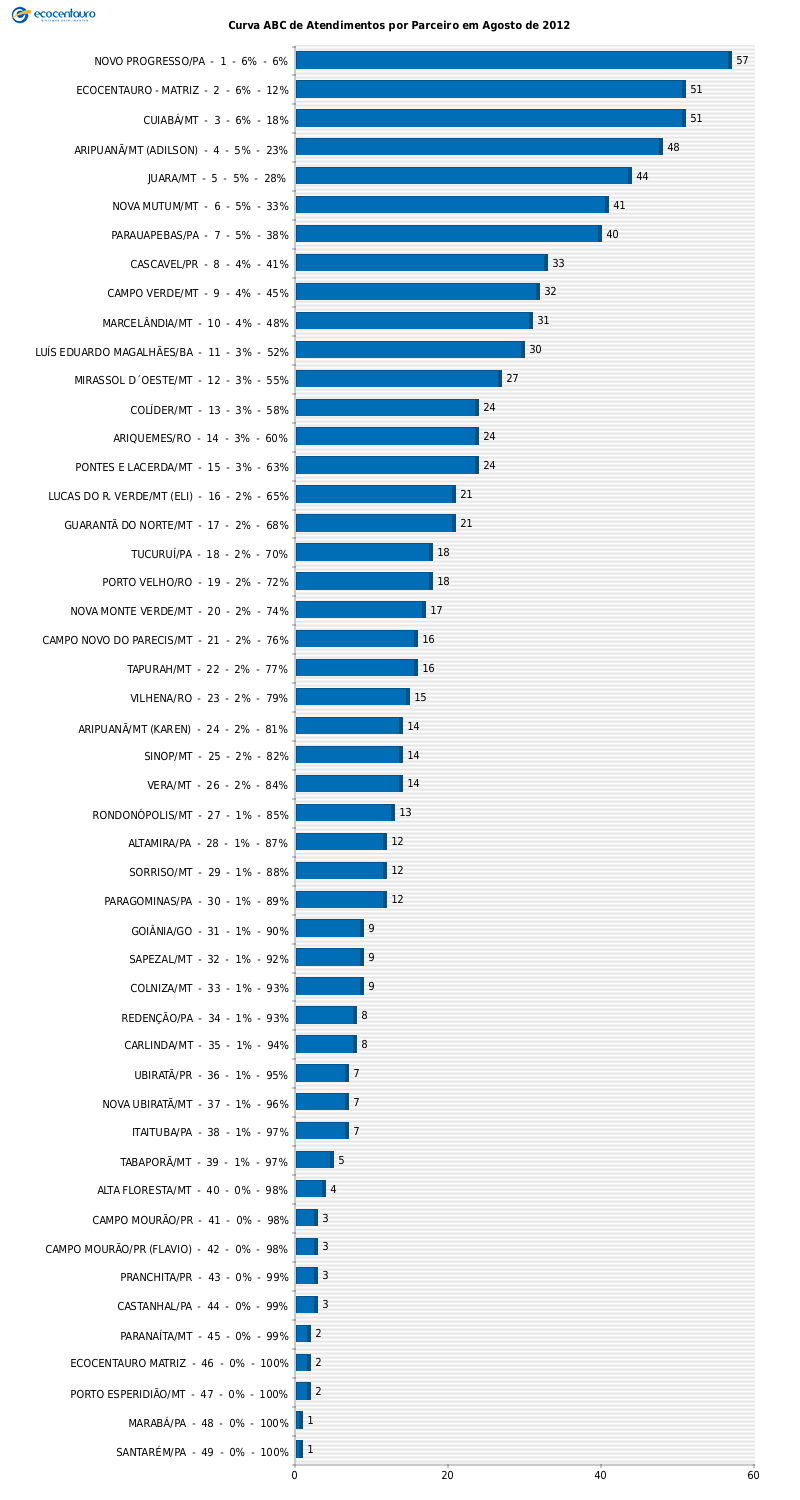 ecocentauro
Curva ABC de Atendimentos por Parceiro em Agosto de 2012
NOVO PROGRESSO/PA - 1 - 6% - 6% 57
ECOCENTAURO - MATRIZ - 2 - 6% - 12% 51
CUIABÁ/MT - 3 - 6% - 18% 51
ARIPUANÃ/MT (ADILSON) - 4 - 5% - 23% 48
JUARA/MT - 5 - 5% - 28% 44
NOVA MUTUM/MT - 6 - 5% - 33% 41
PARAUAPEBAS/PA - 7 - 5% - 38% 40
CASCAVEL/PR - 8 - 4% - 41% 33
CAMPO VERDE/MT - 9 - 4% - 45% 32
MARCELÂNDIA/MT - 10 - 4% - 48% 31
LUÍS EDUARDO MAGALHÃES/BA - 11 - 3% - 52% 30
MIRASSOL D´OESTE/MT - 12 - 3% - 55% 27
COLÍDER/MT - 13 - 3% - 58% 24
ARIQUEMES/RO - 14 - 3% - 60% 24
PONTES E LACERDA/MT - 15 - 3% - 63% 24
LUCAS DO R. VERDE/MT (ELI) - 16 - 2% - 65% 21
GUARANTÃ DO NORTE/MT - 17 - 2% - 68% 21
TUCURUÍ/PA - 18 - 2% - 70% 18
PORTO VELHO/RO - 19 - 2% - 72% 18
NOVA MONTE VERDE/MT - 20 - 2% - 74% 17
CAMPO NOVO DO PARECIS/MT - 21 - 2% - 76% 16
TAPURAH/MT - 22 - 2% - 77% 16
VILHENA/RO - 23 - 2% - 79% 15
ARIPUANÃ/MT (KAREN) - 24 - 2% - 81% 14
SINOP/MT - 25 - 2% - 82% 14
VERA/MT - 26 - 2% - 84% 14
RONDONÓPOLIS/MT - 27 - 1% - 85% 13
ALTAMIRA/PA - 28 - 1% - 87% 12
SORRISO/MT - 29 - 1% - 88% 12
PARAGOMINAS/PA - 30 - 1% - 89% 12
GOIÂNIA/GO - 31 - 1% - 90% 9
SAPEZAL/MT - 32 - 1% - 92% 9
COLNIZA/MT - 33 - 1% - 93% 9
REDENÇÃO/PA - 34 - 1% - 93% 8
CARLINDA/MT - 35 - 1% - 94% 8
UBIRATÃ/PR - 36 - 1% - 95% 7
NOVA UBIRATÃ/MT - 37 - 1% - 96% 7
ITAITUBA/PA - 38 - 1% - 97% 7
TABAPORÃ/MT - 39 - 1% - 97% 5
ALTA FLORESTA/MT - 40 - 0% - 98% 4
CAMPO MOURÃO/PR - 41 - 0% - 98% 3
CAMPO MOURÃO/PR (FLAVIO) - 42 - 0% - 98% 3
PRANCHITA/PR - 43 - 0% - 99% 3
CASTANHAL/PA - 44 - 0% - 99% 3
PARANAÍTA/MT - 45 - 0% - 99% 2
ECOCENTAURO MATRIZ - 46 - 0% - 100% 2
PORTO ESPERIDIÃO/MT - 47 - 0% - 100% 2
MARABÁ/PA - 48 - 0% - 100% 1
SANTARÉM/PA - 49 - 0% - 100% 1
0 20 40 60